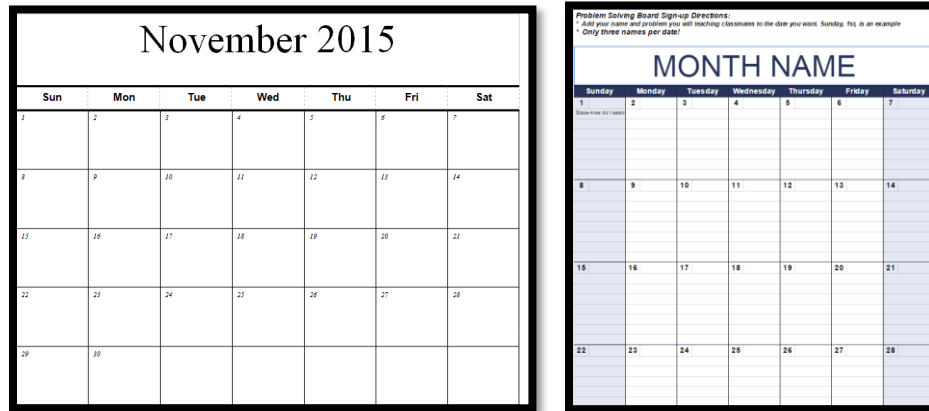 November 2015
Sun Mon Tue Wed Thu Fri Sat
1 2 3 4 5 6 7
8 9 10 11 12 13 14
15 16 17 18 19 20 21
22 23 24 25 26 27 28
29 30
Problem Solving Board Sign-up Directions:
* Add your name and problem you will teaching classmates to the date you want. Sunday, 1st, is an example
* Only three names per date!
MONTH NAME
Sunday Monday Tuesday Wednesday Thursday Friday Saturday
1 2 3 4 5 6 7
8 9 10 11 12 13 14
15 16 17 18 19 20 21
22 23 24 25 26 27 28